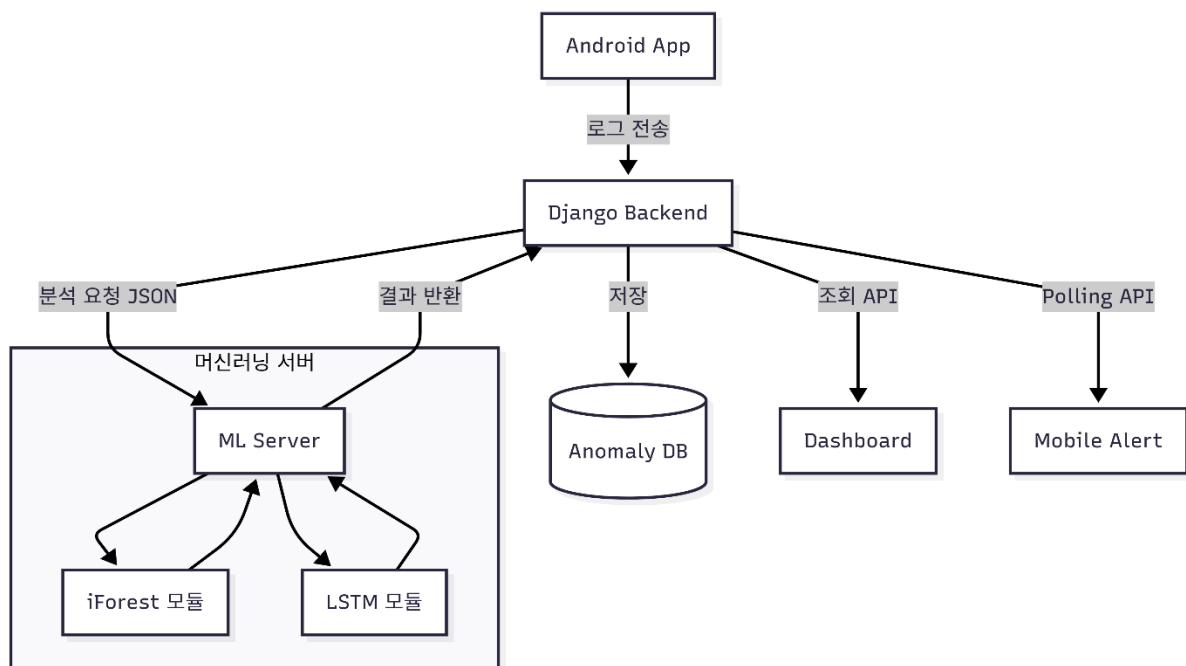 Android App
로그 전송
Django Backend
분석 요청 JSON
결과 반환
저장
조회 API
Polling API
머신러닝 서버
ML Server
Anomaly DB
Dashboard
Mobile Alert
iForest 모듈
LSTM 모듈